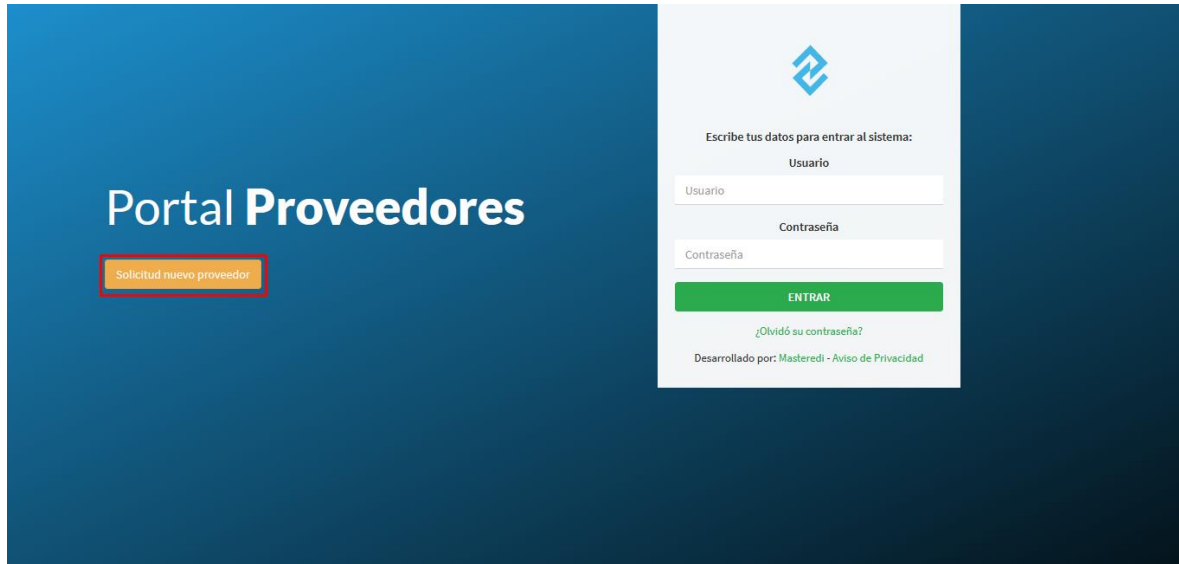 Portal Proveedores
Solicitud nuevo proveedor
Escribe tus datos para entrar al sistema:
Usuario
Usuario
Contraseña
Contraseña
ENTRAR
¿Olvidó su contraseña?
Desarrollado por: Masteredi - Aviso de Privacidad